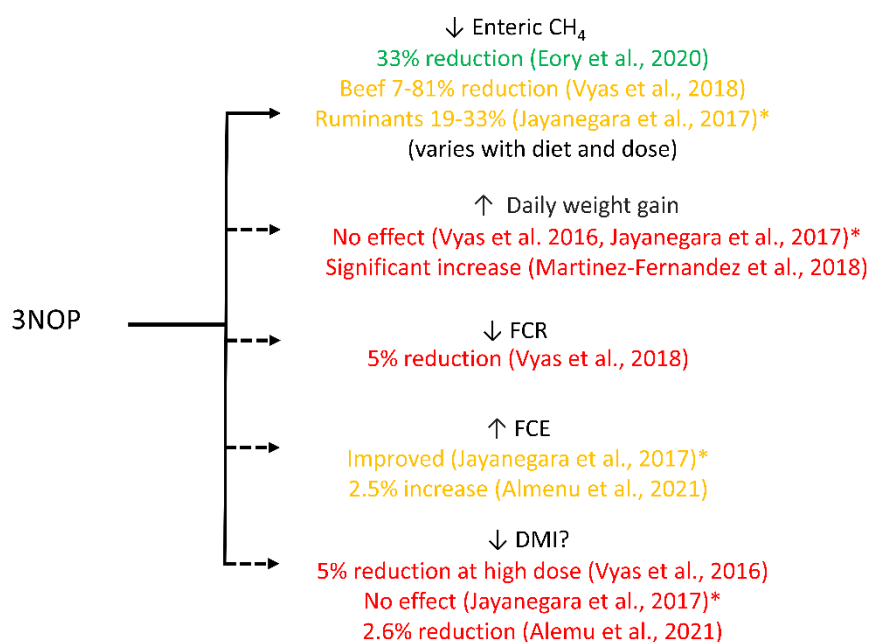 ↓ Enteric CH₄
33% reduction (Eory et al., 2020)
Beef 7-81% reduction (Vyas et al., 2018)
Ruminants 19-33% (Jayanegara et al., 2017)*
(varies with diet and dose)
↑ Daily weight gain
No effect (Vyas et al. 2016, Jayanegara et al., 2017)*
Significant increase (Martinez-Fernandez et al., 2018)
3NOP
↓ FCR
5% reduction (Vyas et al., 2018)
↑ FCE
Improved (Jayanegara et al., 2017)*
2.5% increase (Almenu et al., 2021)
↓ DMI?
5% reduction at high dose (Vyas et al., 2016)
No effect (Jayanegara et al., 2017)*
2.6% reduction (Alemu et al., 2021)